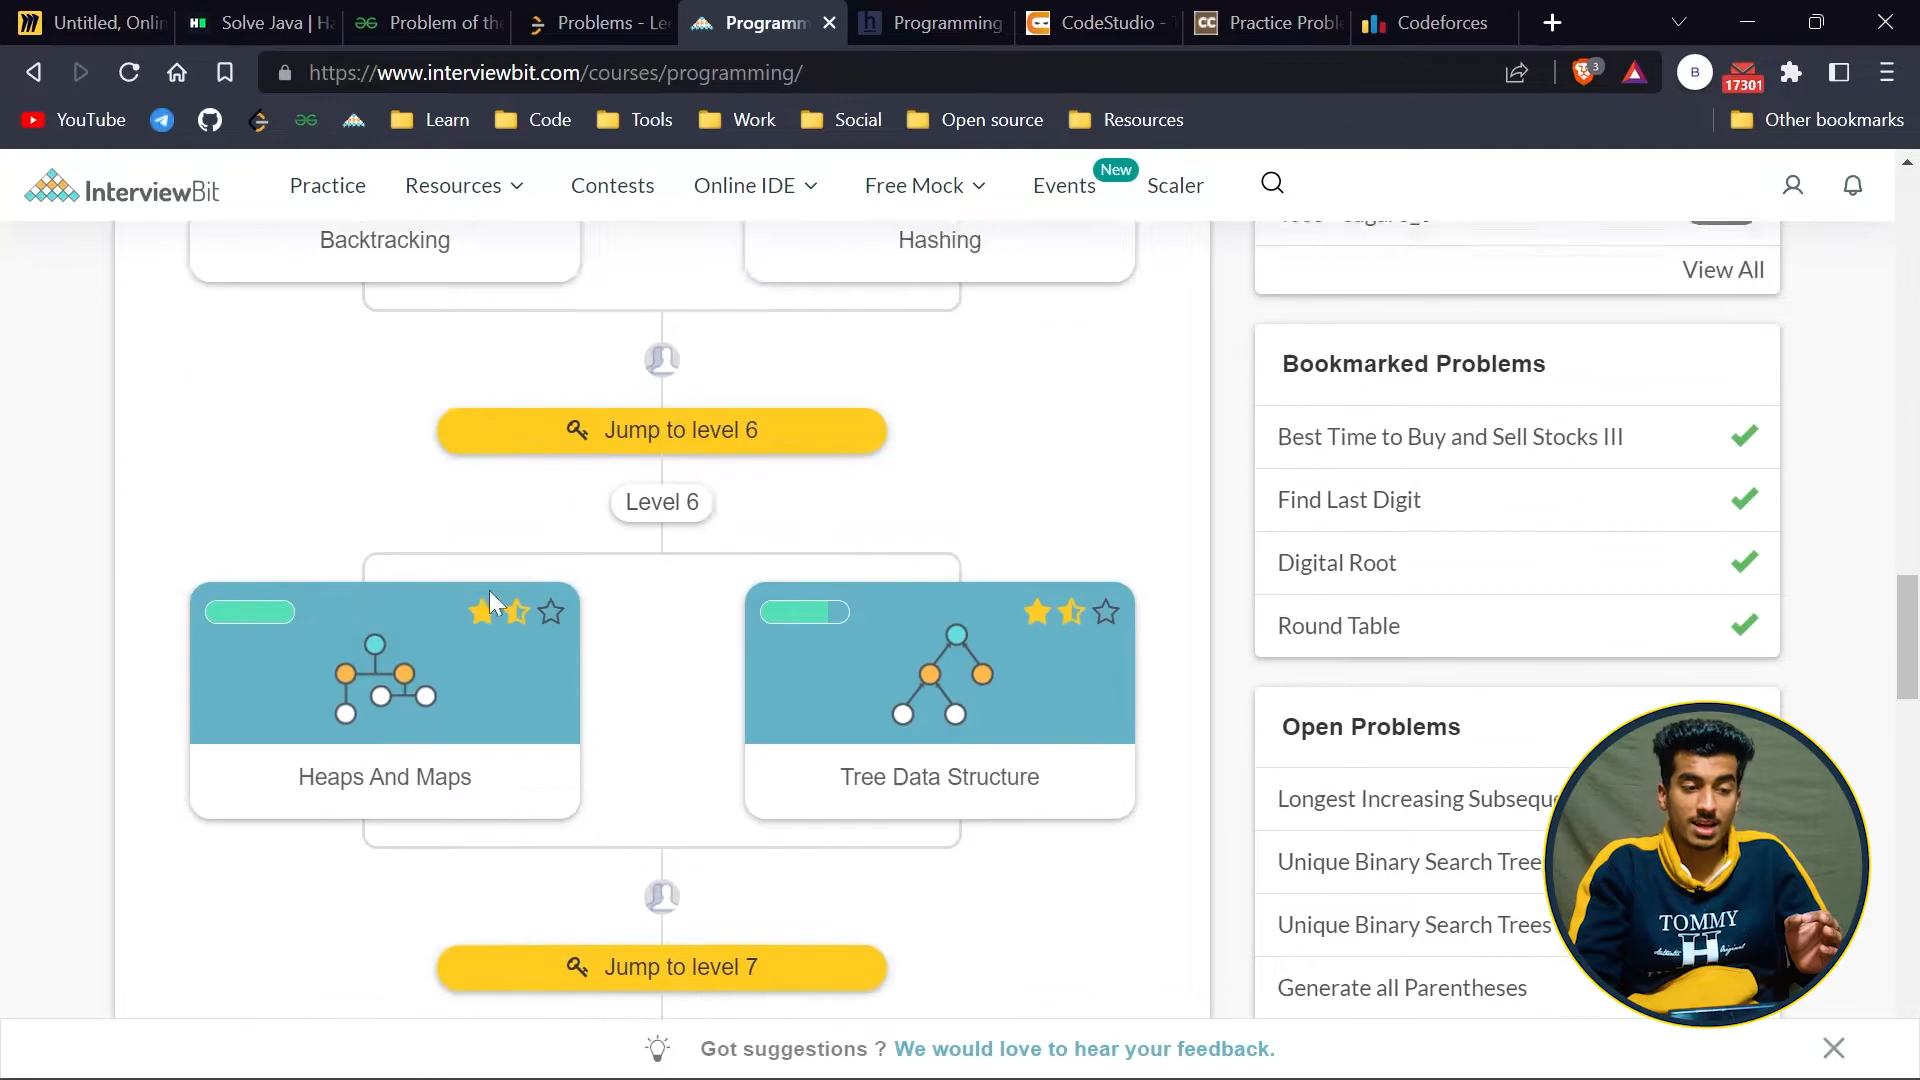 Untitled, Onlin
Solve Java | Ha
Problem of the
Problems - Lee
Programm
Programming
CodeStudio - T
Practice Probl
Codeforces
https://www.interviewbit.com/courses/programming/
3
B
17301
YouTube
Learn
Code
Tools
Work
Social
Open source
Resources
Other bookmarks
InterviewBit
Practice
Resources
Contests
Online IDE
Free Mock
Events
New
Scaler
Backtracking
Hashing
View All
Jump to level 6
Level 6
Heaps And Maps
Tree Data Structure
Jump to level 7
Bookmarked Problems
Best Time to Buy and Sell Stocks III
Find Last Digit
Digital Root
Round Table
Open Problems
Longest Increasing Subseque
Unique Binary Search Tree
Unique Binary Search Trees
Generate all Parentheses
TOMMY
H
Got suggestions ? We would love to hear your feedback.